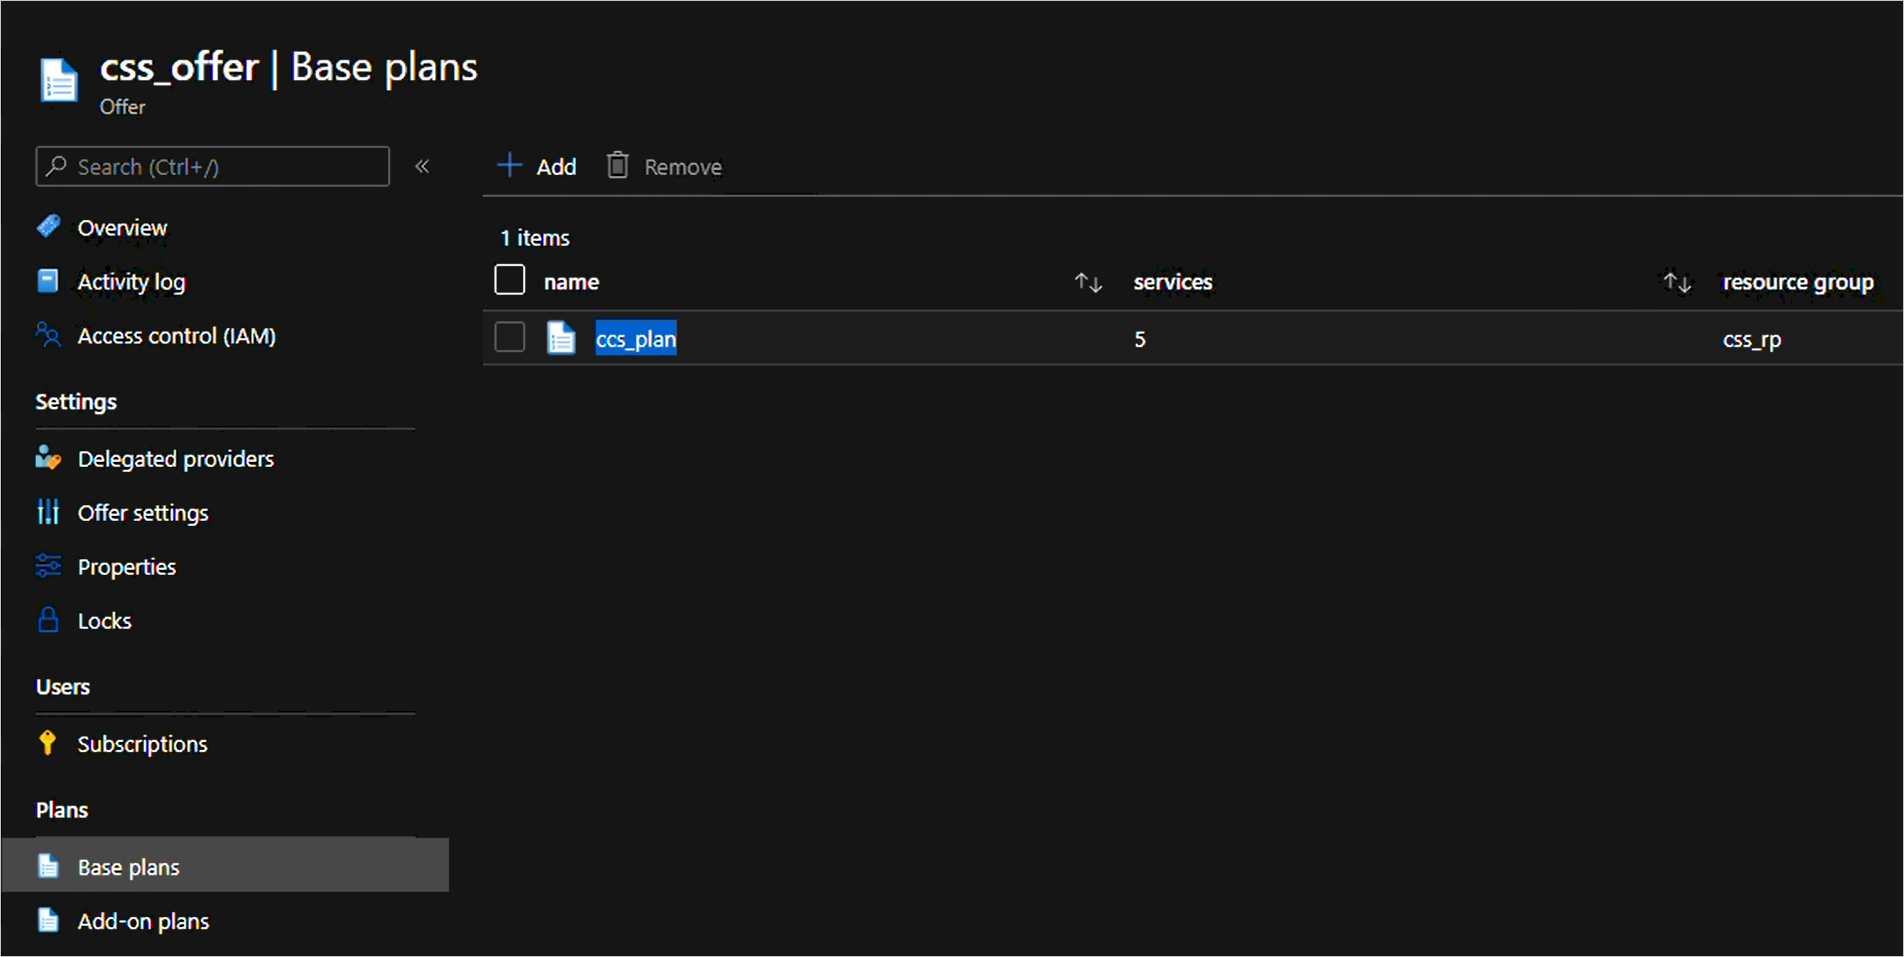 css_offer | Base plans
Offer
Search (Ctrl+/)
«
Add
Remove
Overview
Activity log
Access control (IAM)
Settings
Delegated providers
Offer settings
Properties
Locks
Users
Subscriptions
Plans
Base plans
Add-on plans
1 items
name ↑↓ services ↑↓ resource group
ccs_plan 5 css_rp